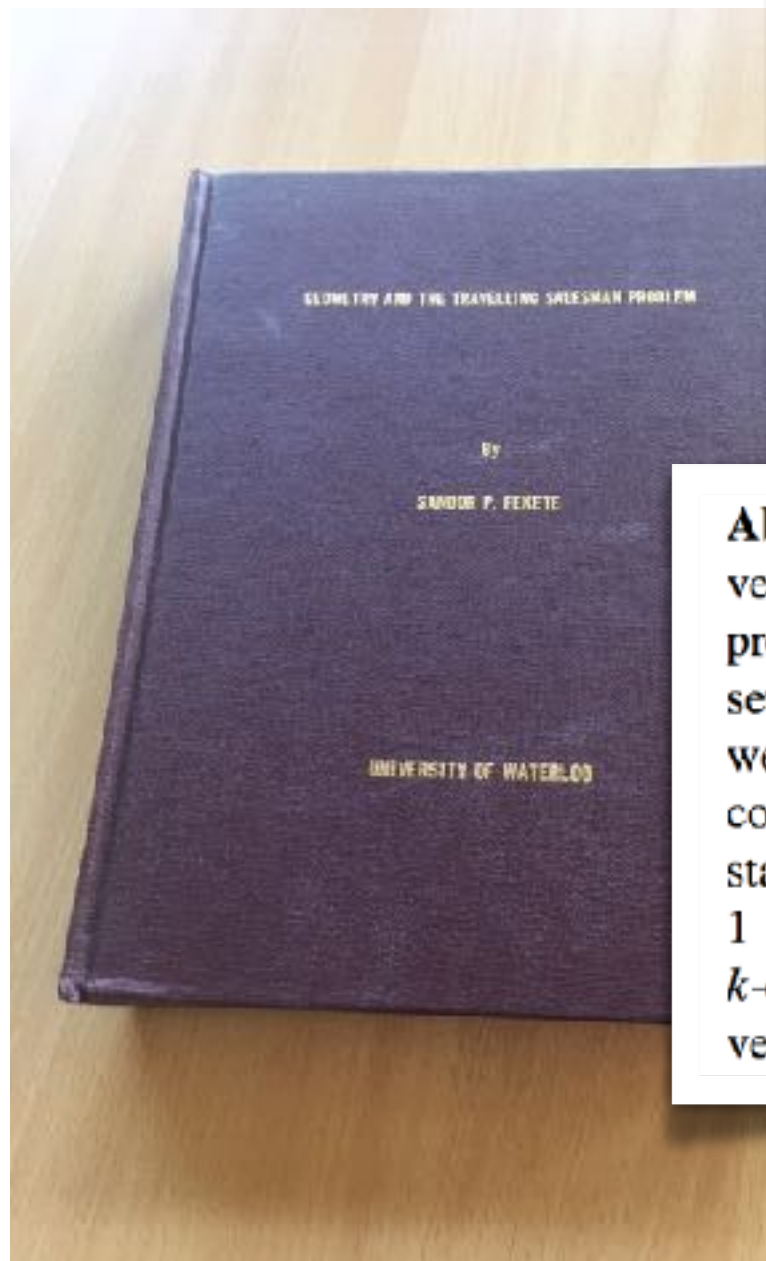 GEOMETRY AND THE TRAVELLING SALESMAN PROBLEM
By
SANDOR P. FEKETE
UNIVERSITY OF WATERLOO
Al
ve
pr
se
we
co
sta
1
k-
ve